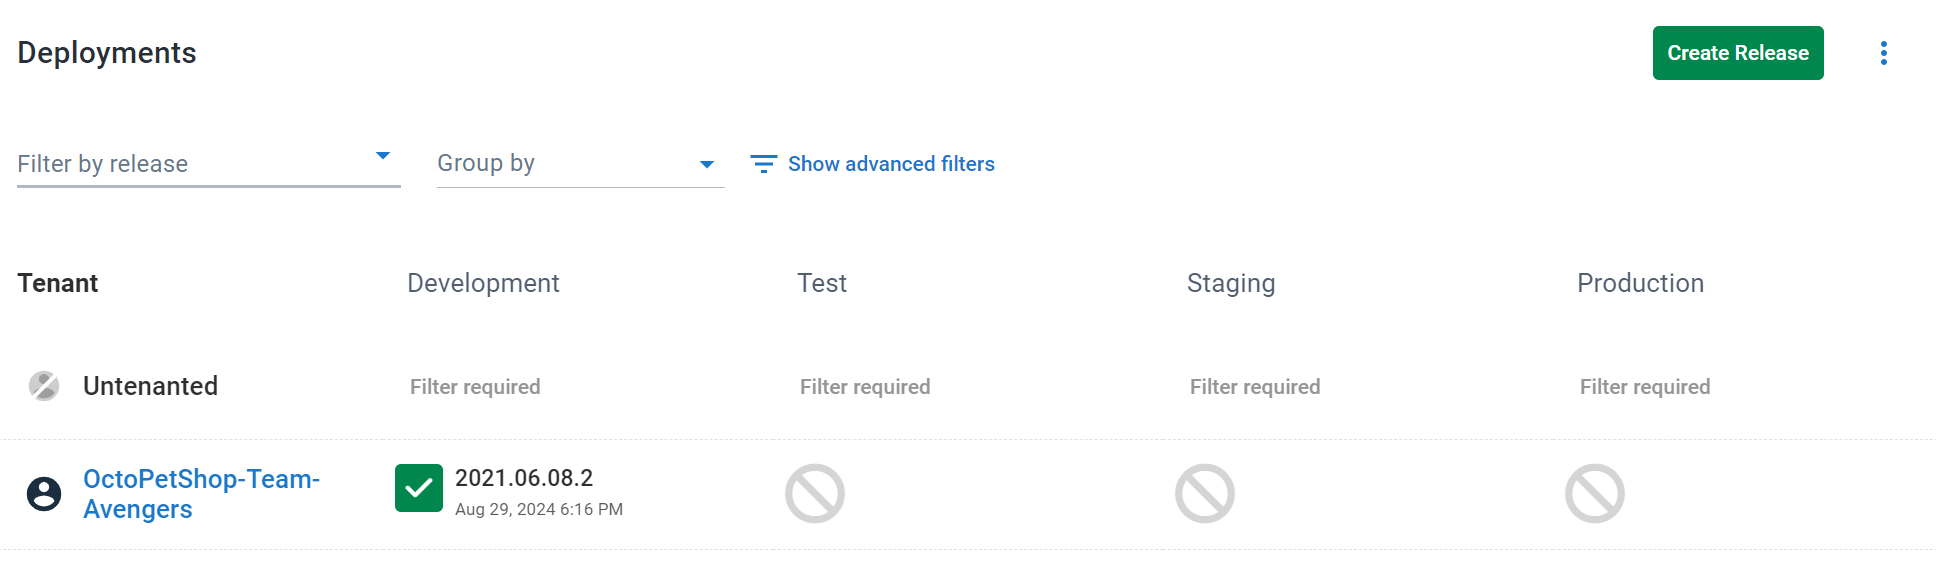 Deployments
Create Release
Filter by release
Group by
Show advanced filters
Tenant Development Test Staging Production
Untenanted Filter required Filter required Filter required Filter required
OctoPetShop-Team-
Avengers
2021.06.08.2
Aug 29, 2024 6:16 PM